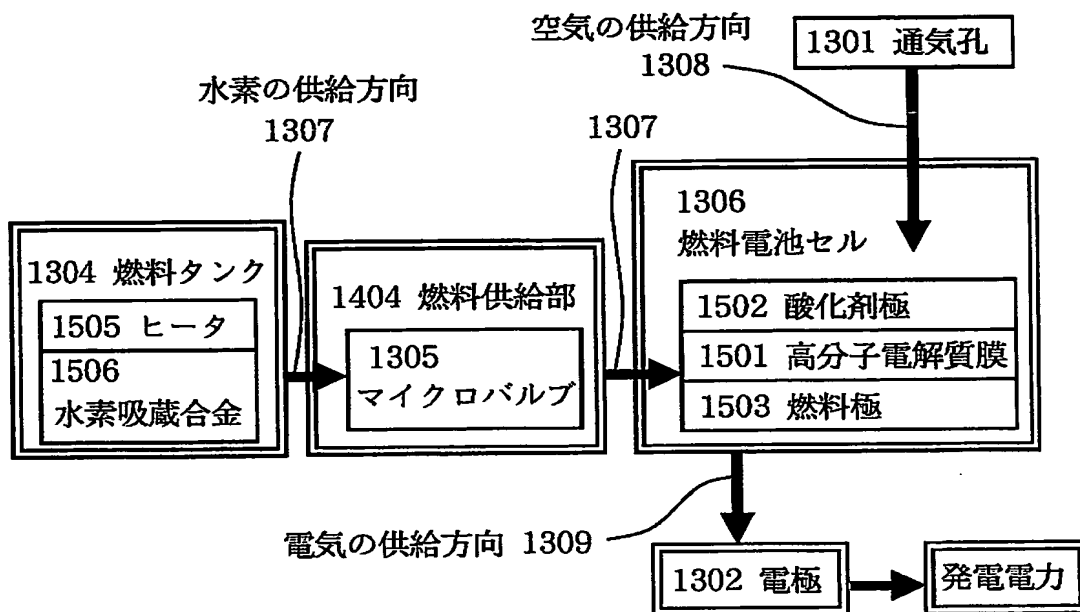 空気の供給方向
1308
1301 通気孔
水素の供給方向
1307
1307
1304 燃料タンク
1505 ヒータ
1506
水素吸蔵合金
1404 燃料供給部
1305
マイクロバルブ
1306
燃料電池セル
1502 酸化剤極
1501 高分子電解質膜
1503 燃料極
電気の供給方向 1309
1302 電極
発電電力